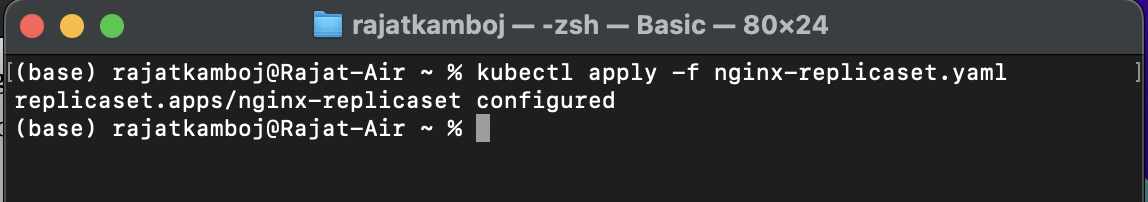 rajatkamboj — -zsh — Basic — 80×24
[(base) rajatkamboj@Rajat-Air ~ % kubectl apply -f nginx-replicaset.yaml ]
replicaset.apps/nginx-replicaset configured
(base) rajatkamboj@Rajat-Air ~ %